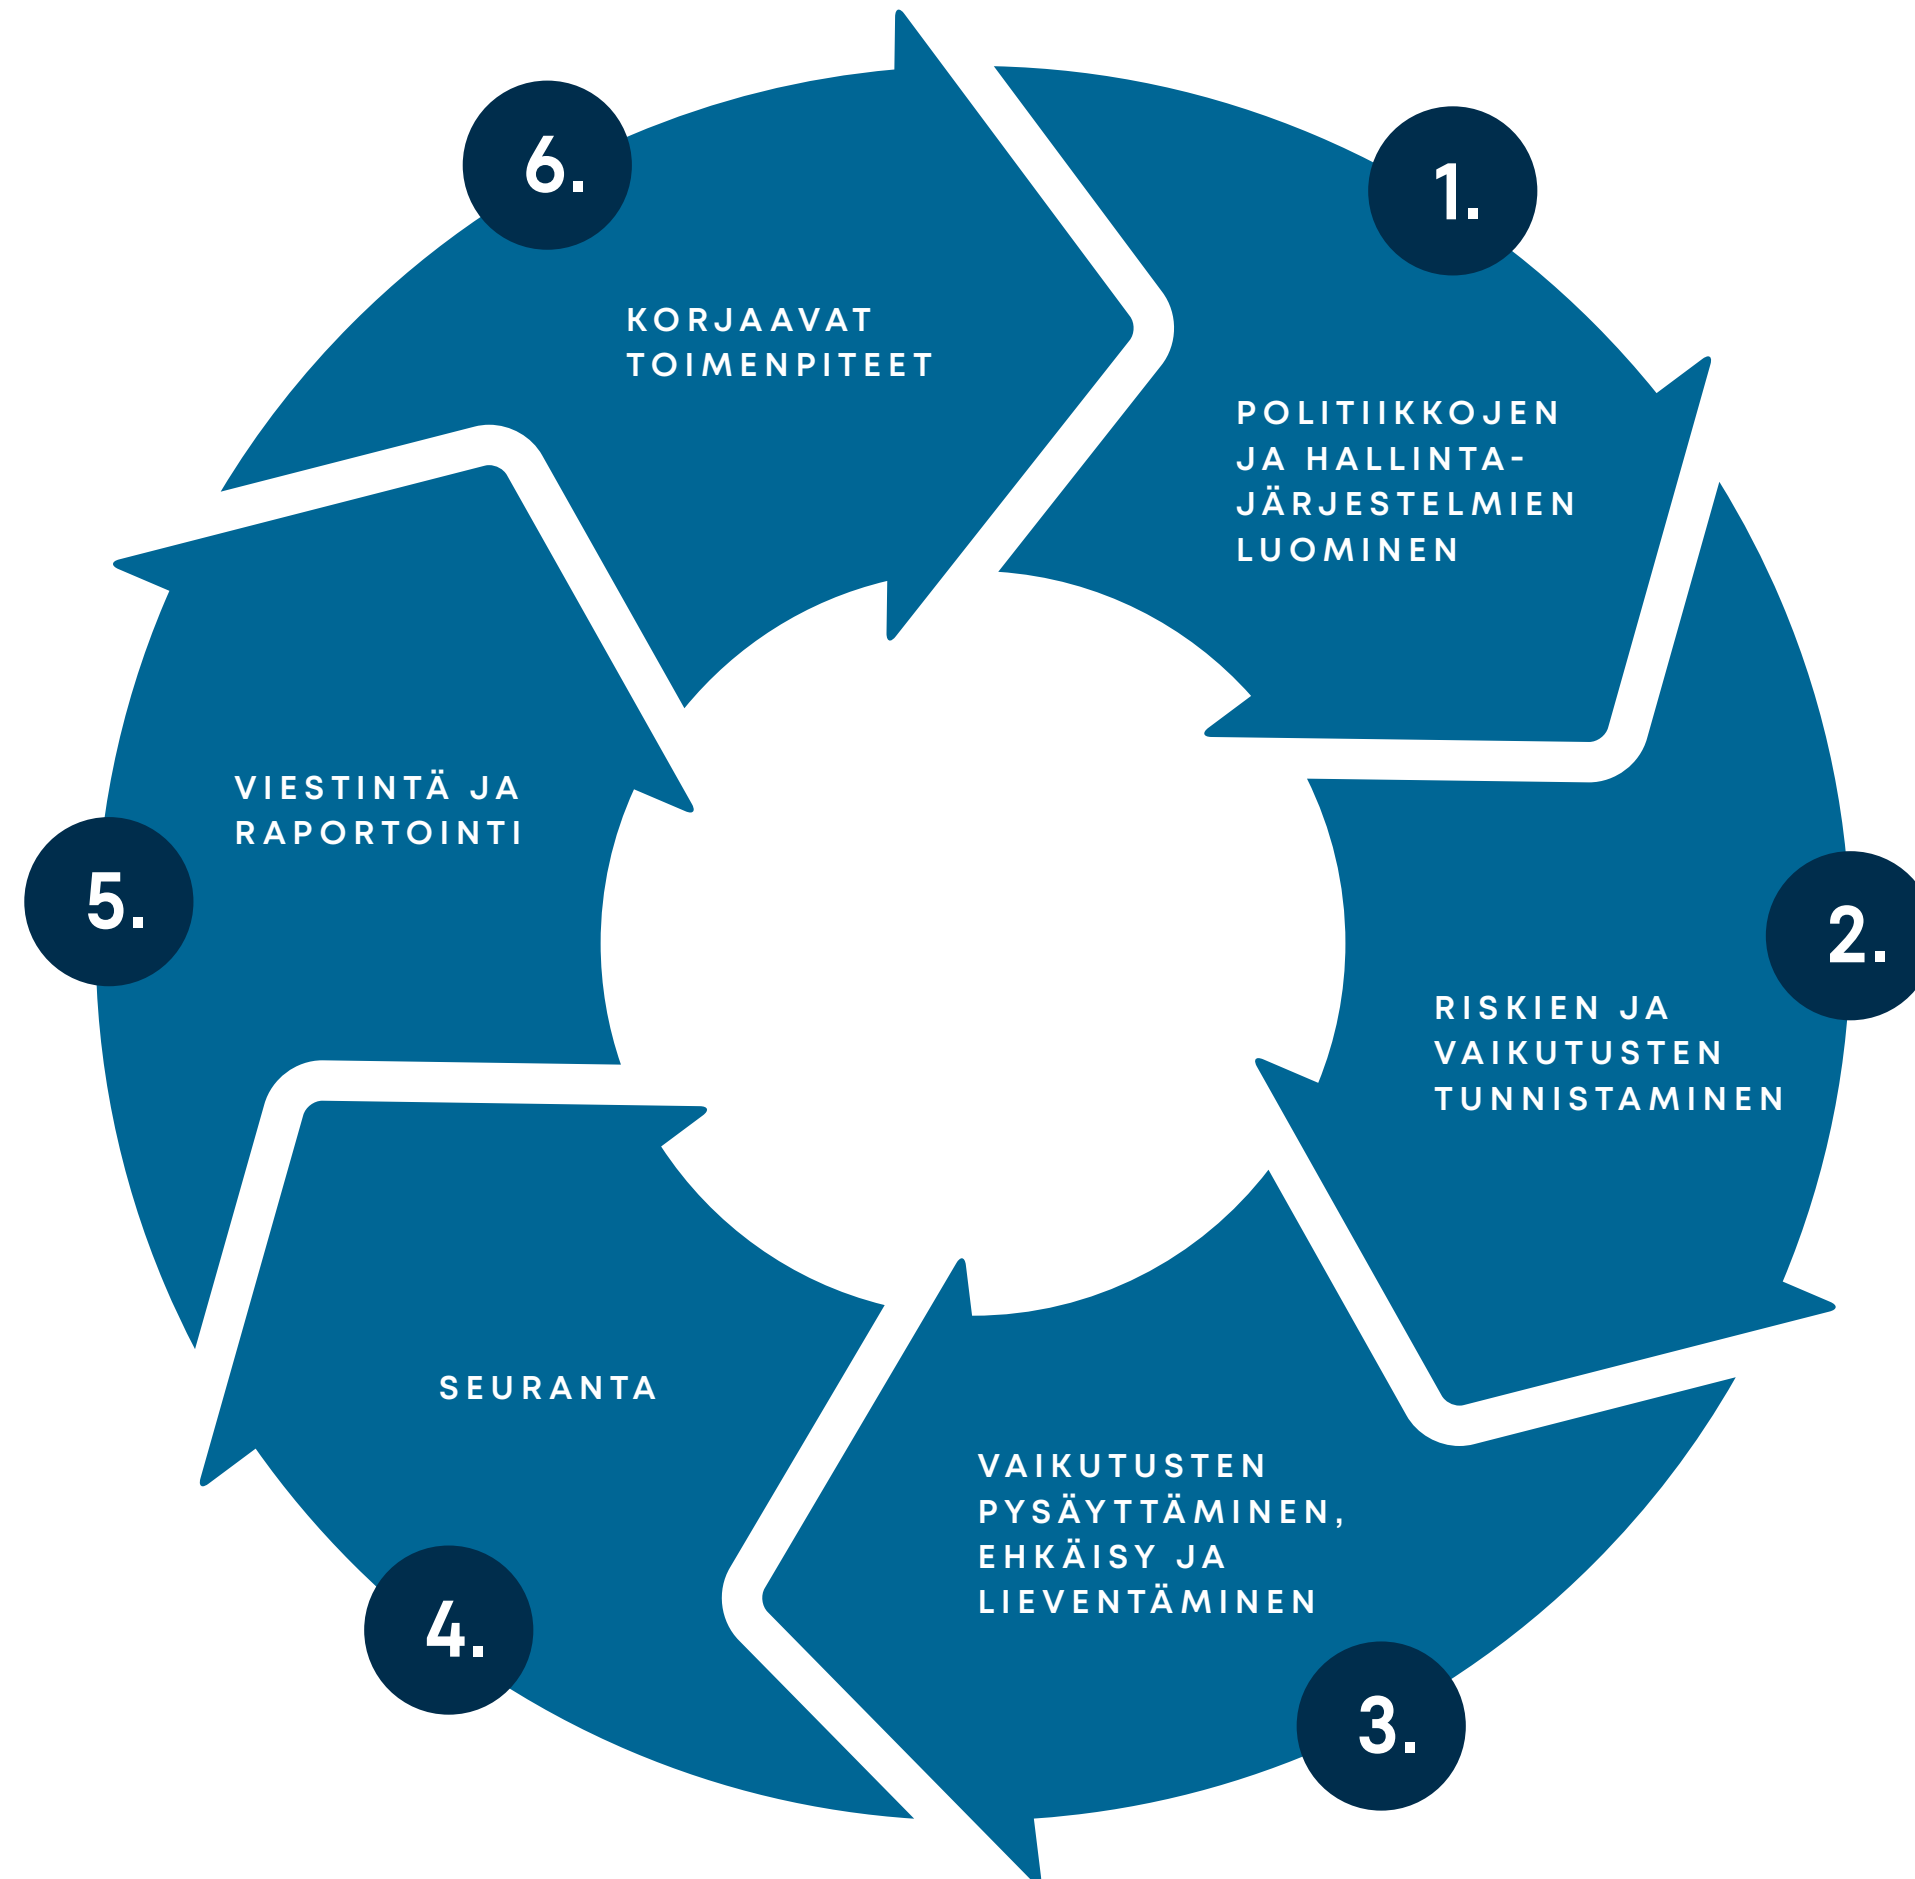 1.
POLITIIKKOJEN
JA HALLINTA-
JÄRJESTELMIEN
LUOMINEN
2.
RISKIEN JA
VAIKUTUSTEN
TUNNISTAMINEN
3.
VAIKUTUSTEN
PYSÄYTTÄMINEN,
EHKÄISY JA
LIEVENTÄMINEN
4.
SEURANTA
5.
VIESTINTÄ JA
RAPORTOINTI
6.
KORJAAVAT
TOIMENPITEET